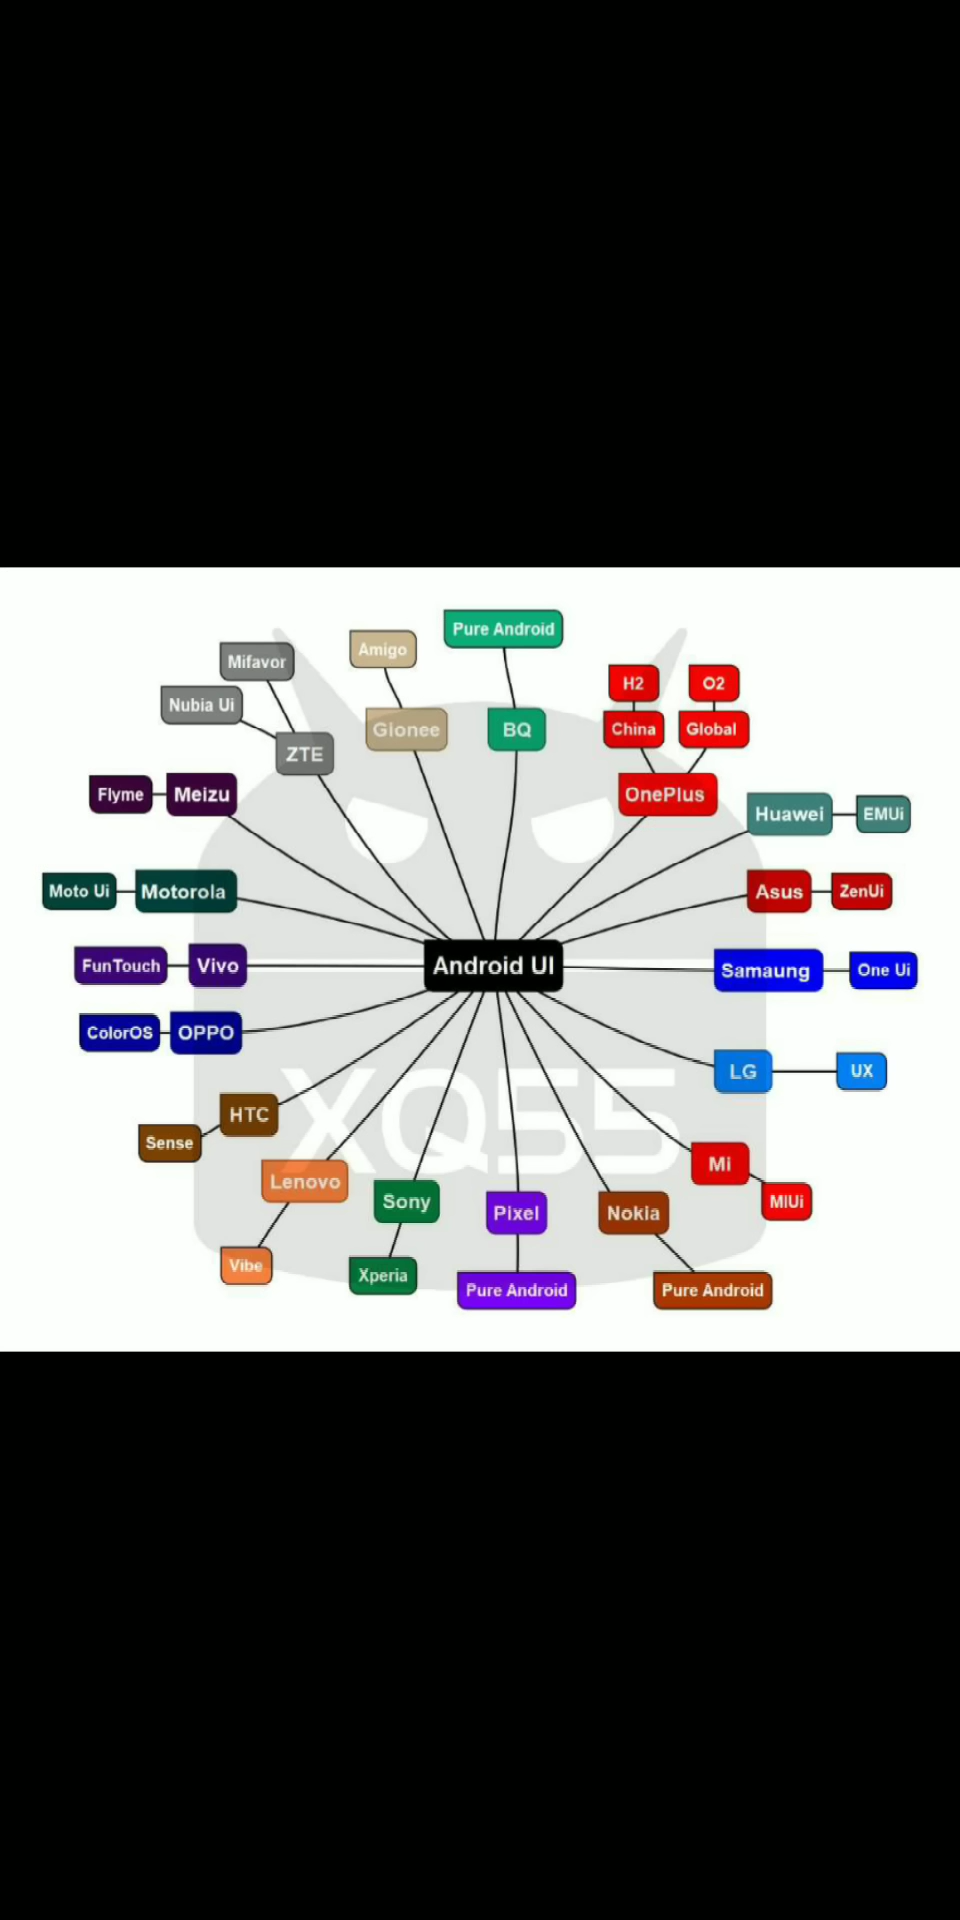 Pure Android
Amigo
Mifavor
H2
O2
Nubia Ui
Gionee
BQ
China
Global
ZTE
Flyme
Meizu
OnePlus
Huawei
EMUi
Moto Ui
Motorola
Asus
ZenUi
FunTouch
Vivo
Android UI
Samaung
One Ui
ColorOS
OPPO
LG
UX
XQ55
HTC
Sense
Mi
Lenovo
Sony
Pixel
Nokia
MIUi
Vibe
Xperia
Pure Android
Pure Android